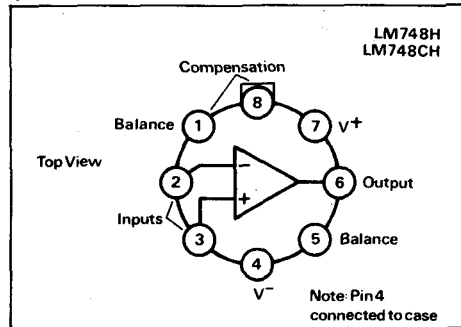 LM748H
LM748CH
Compensation
8
Balance 1
7 V+
Top View
2 −
6 Output
Inputs
3 +
5 Balance
4
V−
Note: Pin 4
connected to case